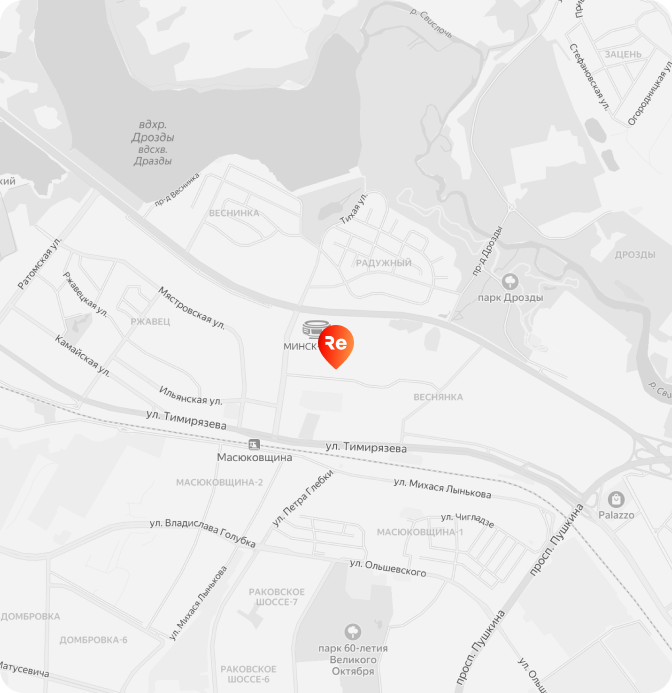 р. Свислочь
При
ЗАЦЕНЬ
Стефановская ул.
Огородницкая ул.
вдхр.
Дрозды
вдсхв.
Дразды
кий
пр-д Веснинка
ВЕСНИНКА
Тихая ул.
РАДУЖНЫЙ
пр-д Дрозды
ДРОЗДЫ
парк Дрозды
Ратомская ул.
Ржавецкая ул.
РЖАВЕЦ
Мястровская ул.
МИНСК
Re
Камайская ул.
Ильянская ул.
ВЕСНЯНКА
р. Сви
ул. Тимирязева
ул. Тимирязева
Масюковщина
МАСЮКОВЩИНА-2
ул. Петра Глебки
ул. Михася Лынькова
Palazzo
ул. Владислава Голубка
ул. Чигладзе
МАСЮКОВЩИНА-1
просп. Пушкина
ул. Ольшевского
ул. Михася Лынькова
РАКОВСКОЕ
ШОССЕ-7
ДОМБРОВКА
ДОМБРОВКА-6
парк 60-летия
Великого
Октября
просп. Пушкина
Матусевича
РАКОВСКОЕ
ШОССЕ-6
ул. Ольш